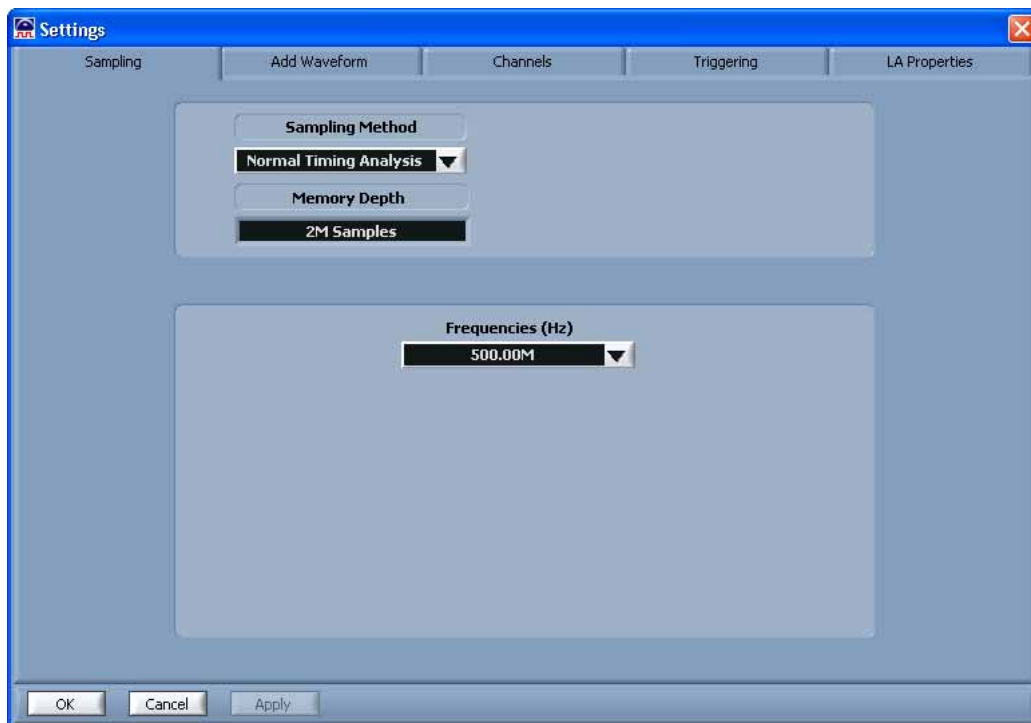 Settings
Sampling Add Waveform Channels Triggering LA Properties
Sampling Method
Normal Timing Analysis
Memory Depth
2M Samples
Frequencies (Hz)
500.00M
OK Cancel Apply